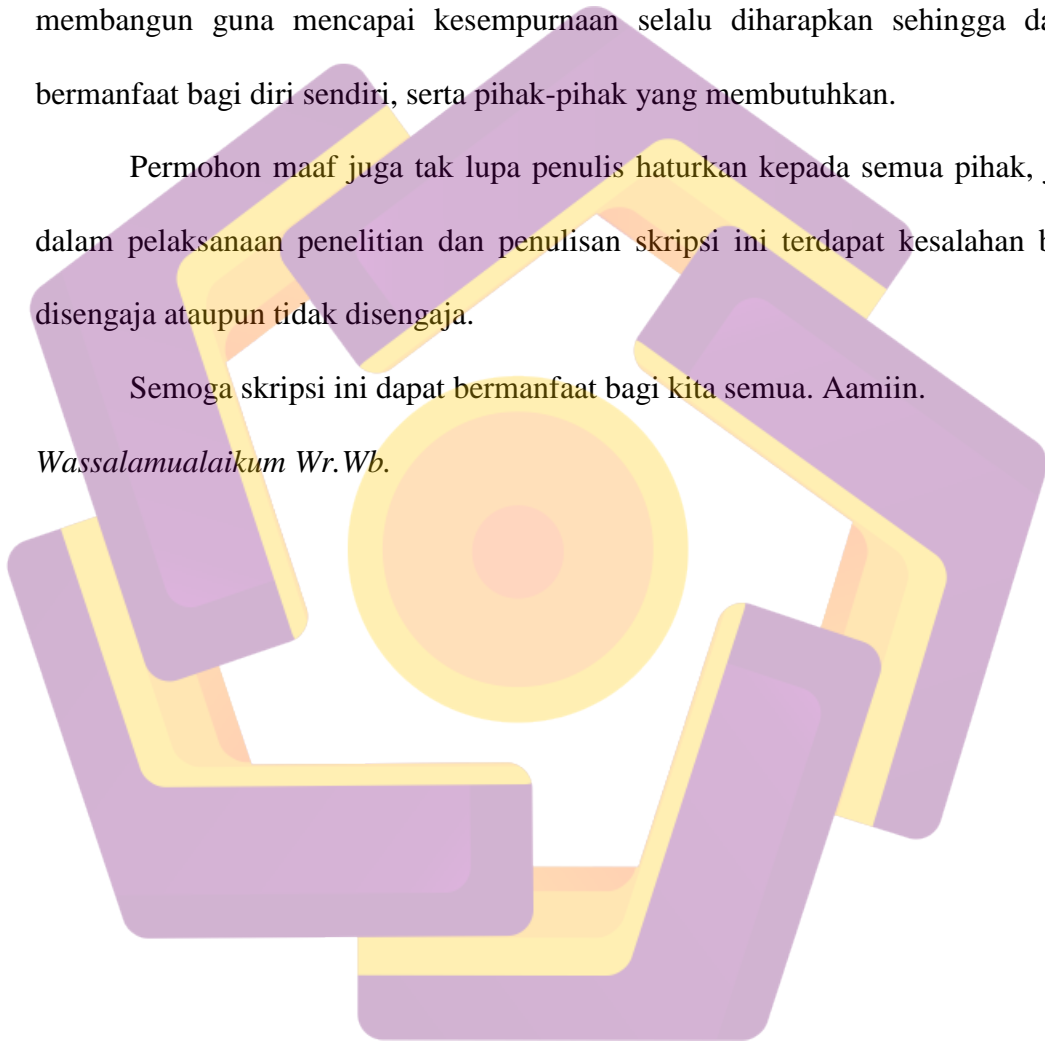 membangun guna mencapai kesempurnaan selalu diharapkan sehingga
bermanfaat bagi diri sendiri, serta pihak-pihak yang membutuhkan.
Permohon maaf juga tak lupa penulis haturkan kepada semua pihak,
dalam pelaksanaan penelitian dan penulisan skripsi ini terdapat kesalahan
disengaja ataupun tidak disengaja.
Semoga skripsi ini dapat bermanfaat bagi kita semua. Aamiin.
Wassalamualaikum Wr.Wb.